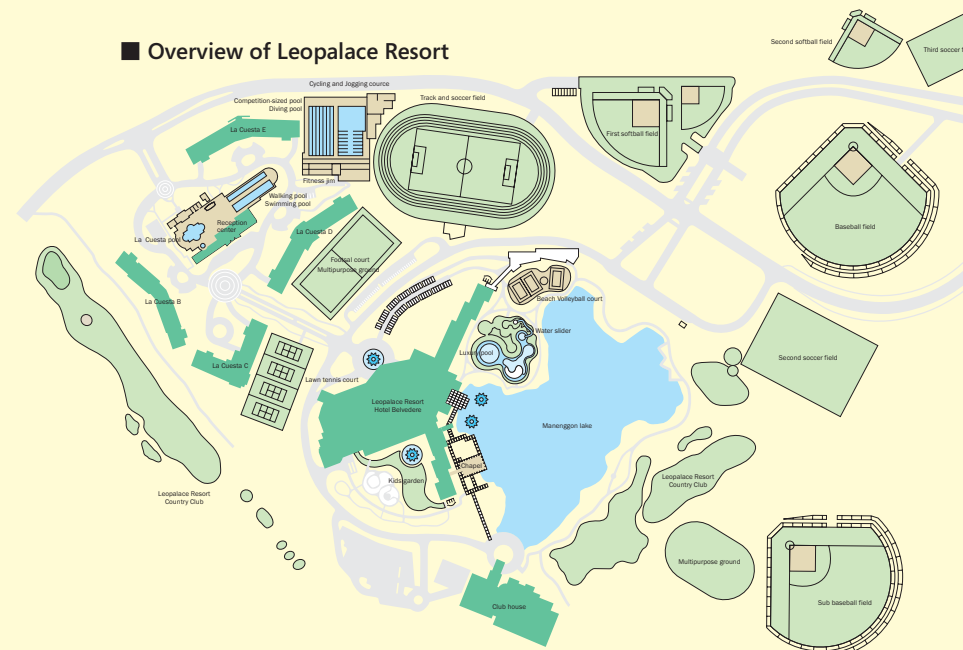 ■ Overview of Leopalace Resort
Second softball field
Third soccer f
Cycling and Jogging cource
Competition-sized pool
Diving pool
Track and soccer field
La Cuesta E
First softball field
Fitness jim
Walking pool
Swimming pool
Reception
center
La Cuesta pool
La Cuesta D
Baseball field
Footsal court
Multipurpose ground
La Cuesta B
Beach Volleyball court
Water slider
Luxury pool
Second soccer field
La Cuesta C
Lawn tennis court
Leopalace Resort
Hotel Belvedere
Manenggon lake
Chapel
Kids garden
Leopalace Resort
Country Club
Leopalace Resort
Country Club
Multipurpose ground
Sub baseball field
Club house